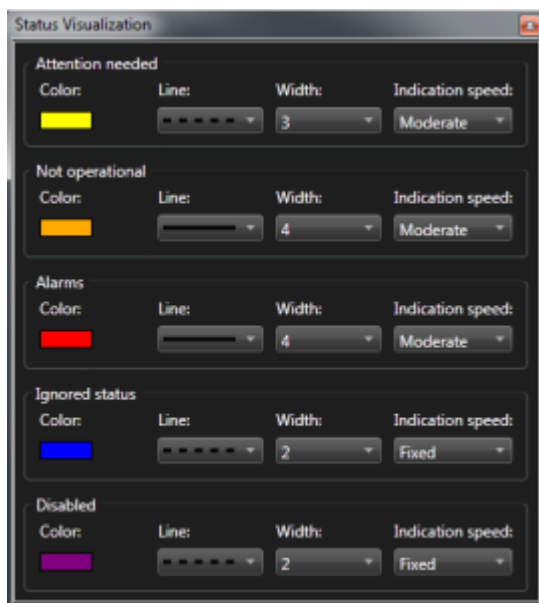 Status Visualization
Attention needed
Color: Line: Width: Indication speed:
3 Moderate
Not operational
Color: Line: Width: Indication speed:
4 Moderate
Alarms
Color: Line: Width: Indication speed:
4 Moderate
Ignored status
Color: Line: Width: Indication speed:
2 Fixed
Disabled
Color: Line: Width: Indication speed:
2 Fixed